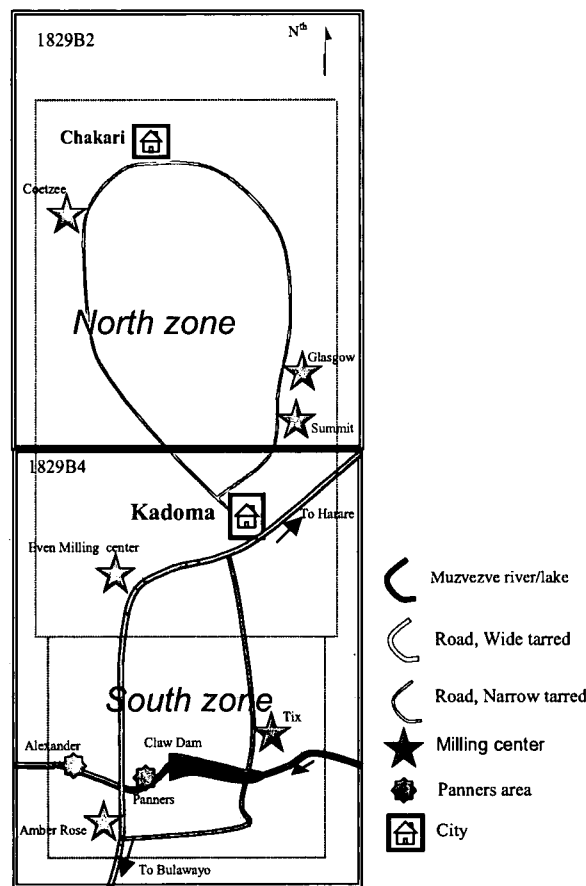 1829B2
Nth
Chakari
Coetzee
North zone
Glasgow
Summit
1829B4
Kadoma
To Harare
Even Milling center
South zone
Tix
Alexander
Claw Dam
Panners
Amber Rose
To Bulawayo
Muzvezve river/lake
Road, Wide tarred
Road, Narrow tarred
Milling center
Panners area
City